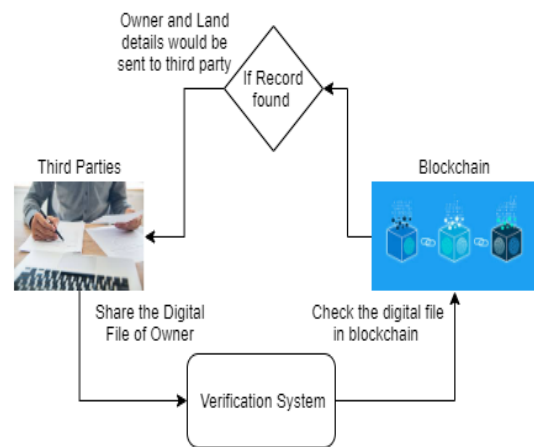 Owner and Land
details would be
sent to third party
If Record
found
Third Parties
Blockchain
Share the Digital
File of Owner
Check the digital file
in blockchain
Verification System